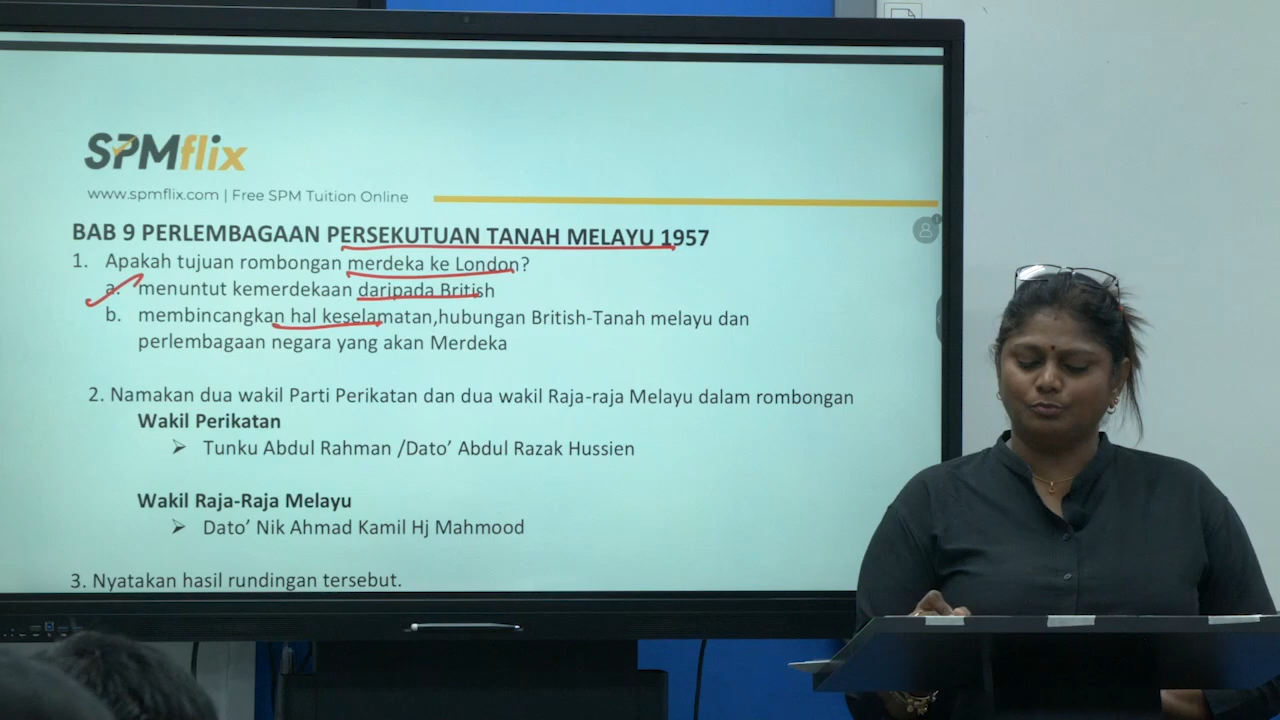 SPMflix
www.spmflix.com | Free SPM Tuition Online
BAB 9 PERLEMBAGAAN PERSEKUTUAN TANAH MELAYU 1957
1. Apakah tujuan rombongan merdeka ke London?
a. menuntut kemerdekaan daripada British
b. membincangkan hal keselamatan,hubungan British-Tanah melayu dan
perlembagaan negara yang akan Merdeka
2. Namakan dua wakil Parti Perikatan dan dua wakil Raja-raja Melayu dalam rombongan
Wakil Perikatan
Tunku Abdul Rahman /Dato’ Abdul Razak Hussien
Wakil Raja-Raja Melayu
Dato’ Nik Ahmad Kamil Hj Mahmood
3. Nyatakan hasil rundingan tersebut.